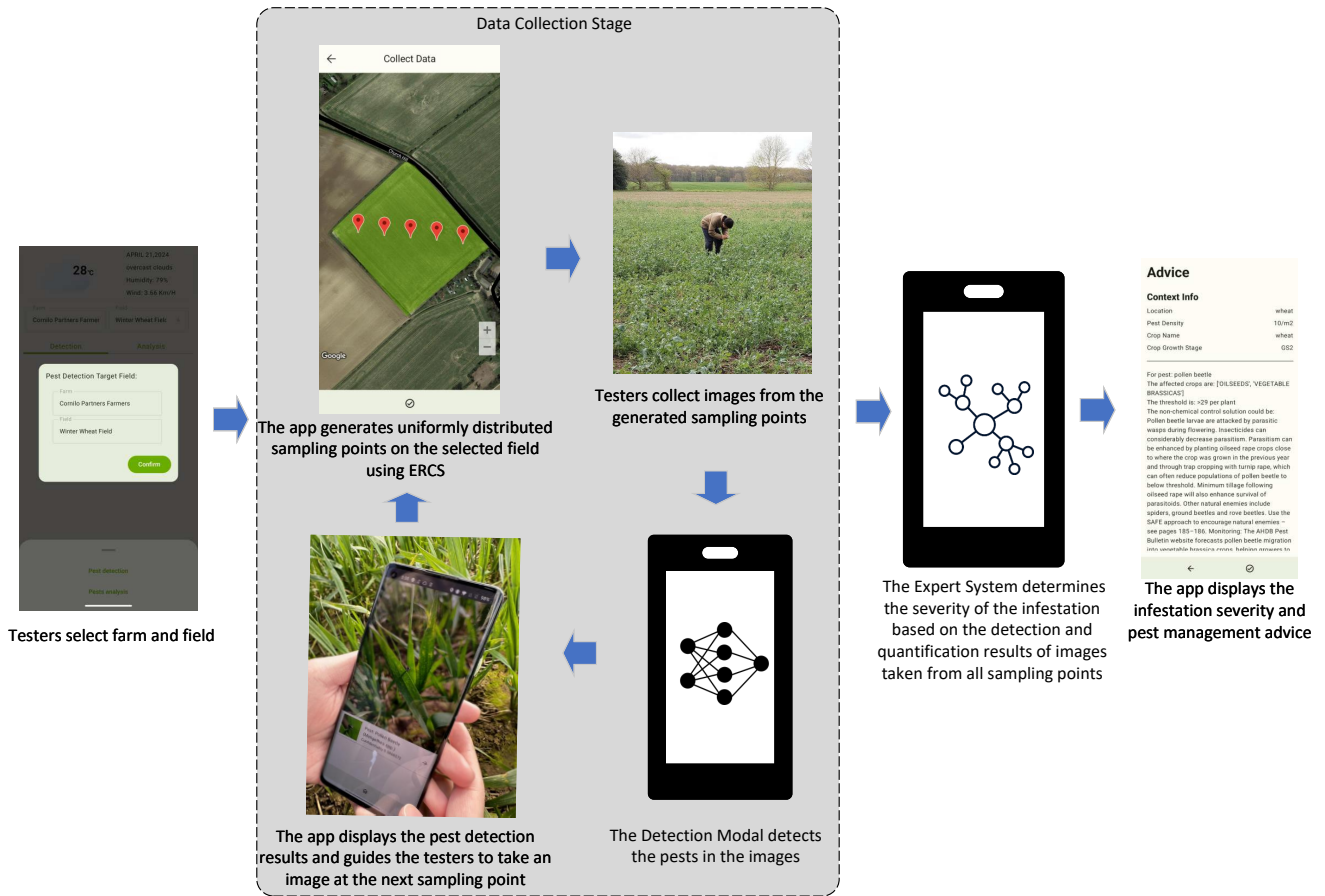 Data Collection Stage
Collect Data
Google
+
−
The app generates uniformly distributed
sampling points on the selected field
using ERCS
Testers collect images from the
generated sampling points
28°C
APRIL 21,2024
overcast clouds
Humidity: 79%
Wind: 3.66 Km/H
Farm
Comilo Partners Farmer
Field
Winter Wheat Field
Detection
Analysis
Pest Detection Target Field:
Farm
Comilo Partners Farmers
Field
Winter Wheat Field
Confirm
Pest detection
Pests analysis
Testers select farm and field
The app displays the pest detection
results and guides the testers to take an
image at the next sampling point
The Detection Modal detects
the pests in the images
The Expert System determines
the severity of the infestation
based on the detection and
quantification results of images
taken from all sampling points
Advice
Context Info
Location wheat
Pest Density 10/m2
Crop Name wheat
Crop Growth Stage GS2
For pest: pollen beetle
The affected crops are: ['OILSEEDS', 'VEGETABLE
BRASSICAS']
The threshold is: >29 per plant
The non-chemical control solution could be:
Pollen beetle larvae are attacked by parasitic
wasps during flowering. Insecticides can
considerably decrease parasitism. Parasitism can
be enhanced by planting oilseed rape crops close
to where the crop was grown in the previous year
and through trap cropping with turnip rape, which
can often reduce populations of pollen beetle to
below threshold. Minimum tillage following
oilseed rape will also enhance survival of
parasitoids. Other natural enemies include
spiders, ground beetles and rove beetles. Use the
SAFE approach to encourage natural enemies –
see pages 185–186. Monitoring: The AHDB Pest
Bulletin website forecasts pollen beetle migration
into vegetable brassica crops, helping growers to
The app displays the
infestation severity and
pest management advice